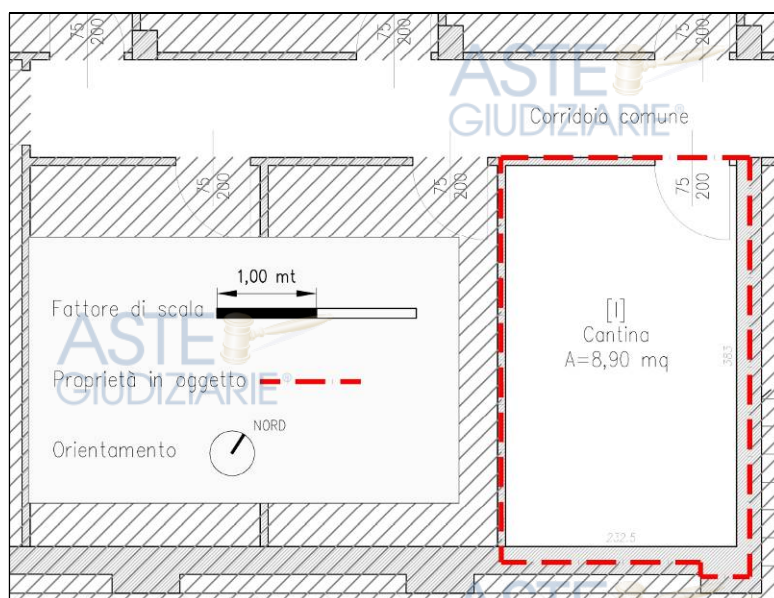 75
200
75
200
75
200
ASTE
GIUDIZIARIE®
Corridoio comune
75
200
75
200
75
200
1,00 mt
Fattore di scala
ASTE
GIUDIZIARIE®
Proprietà in oggetto
NORD
Orientamento
[I]
Cantina
A=8,90 mq
383
232.5
ASTE